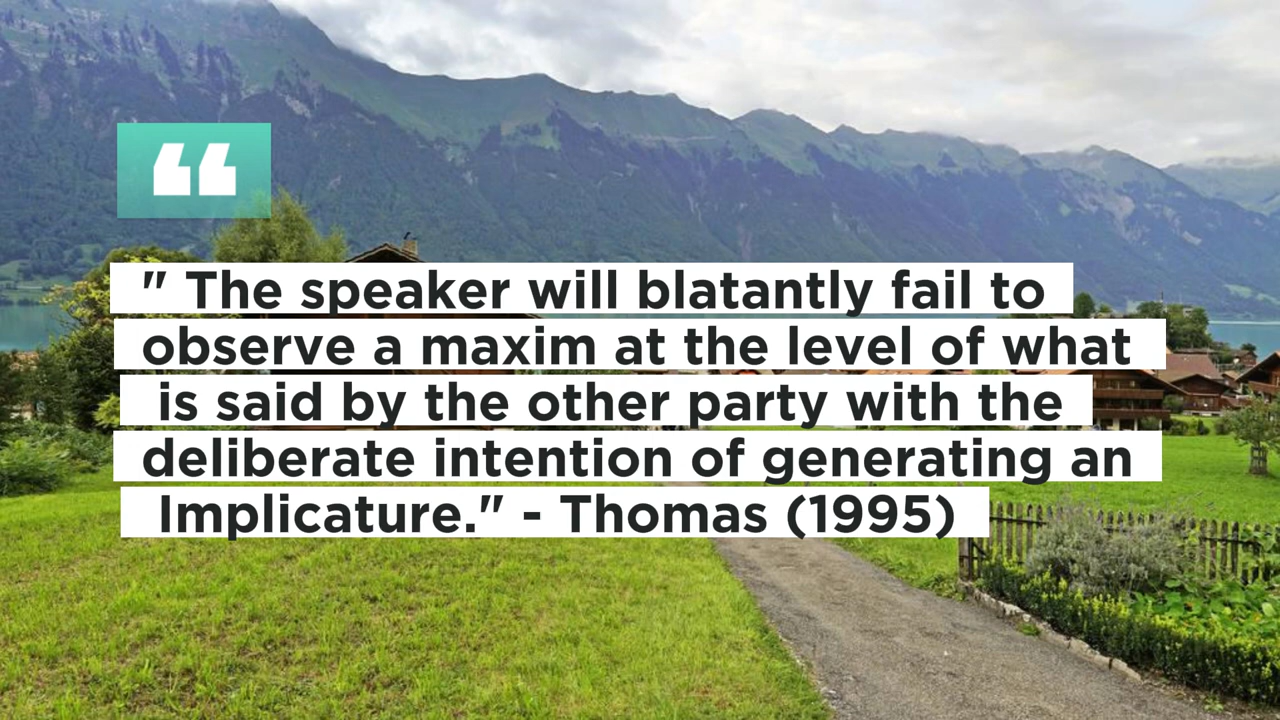 “
" The speaker will blatantly fail to
observe a maxim at the level of what
is said by the other party with the
deliberate intention of generating an
Implicature." - Thomas (1995)